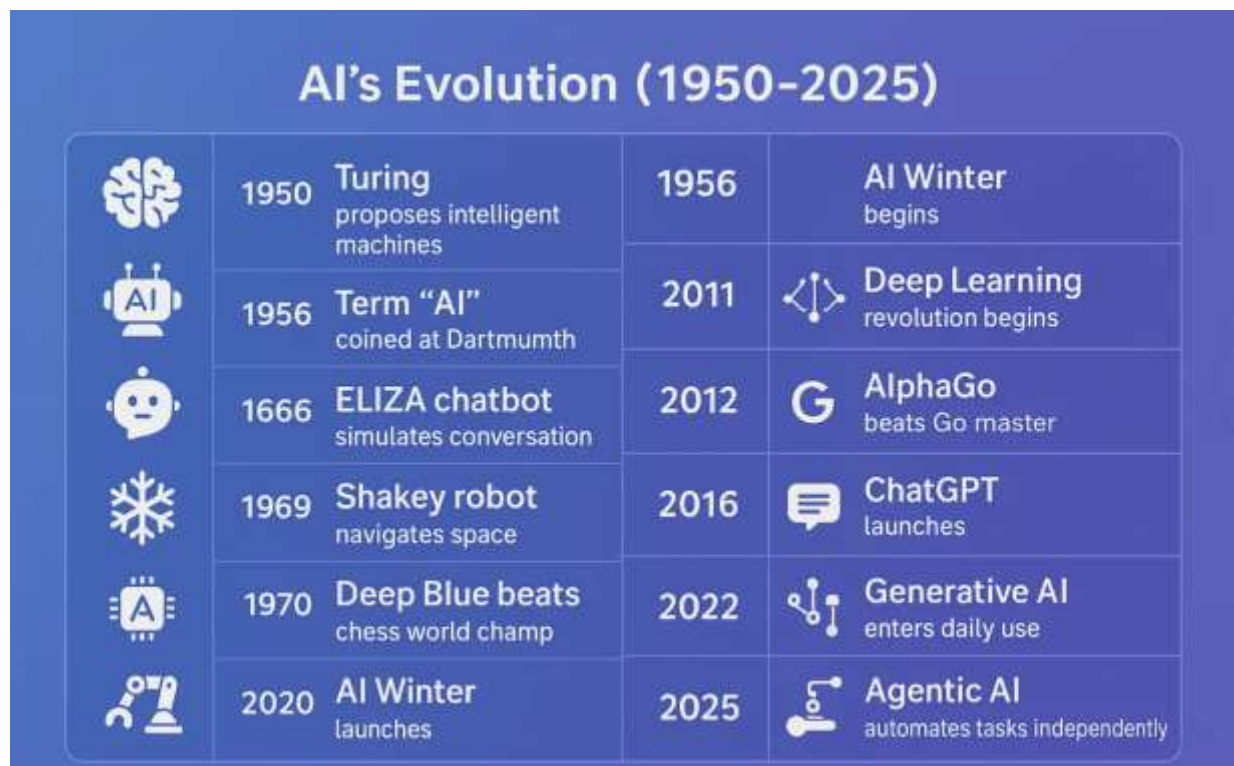 AI's Evolution (1950-2025)
AI
1950
Turing
proposes intelligent
machines
1956
Term “AI”
coined at Dartmumth
1666
ELIZA chatbot
simulates conversation
1969
Shakey robot
navigates space
A
1970
Deep Blue beats
chess world champ
2020
AI Winter
launches
1956
AI Winter
begins
2011
Deep Learning
revolution begins
2012
G
AlphaGo
beats Go master
2016
ChatGPT
launches
2022
Generative AI
enters daily use
2025
Agentic AI
automates tasks independently